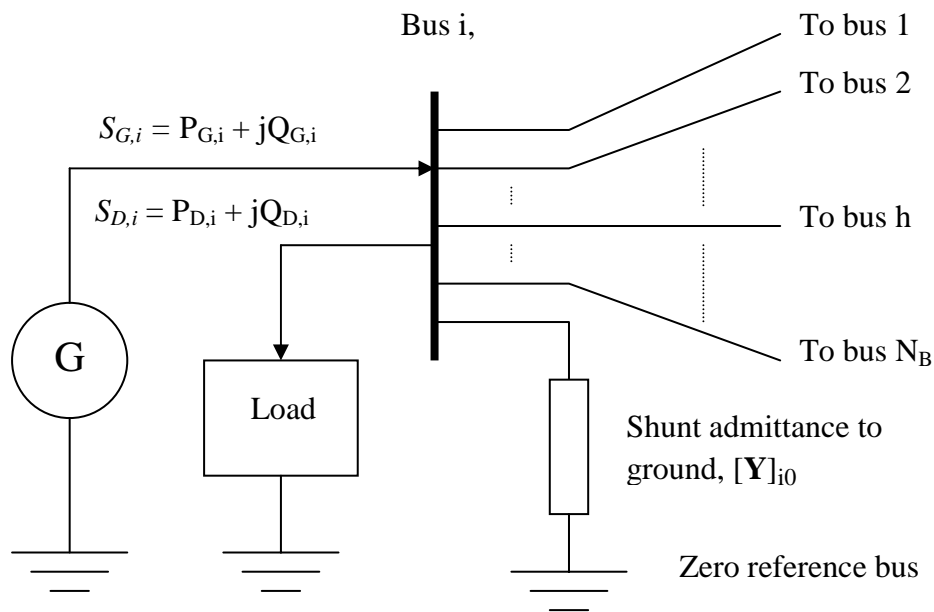 Bus i,
To bus 1
To bus 2
S_{G,i} = P_{G,i} + jQ_{G,i}
S_{D,i} = P_{D,i} + jQ_{D,i}
To bus h
G
To bus N_B
Load
Shunt admittance to
ground, [Y]_{i0}
Zero reference bus